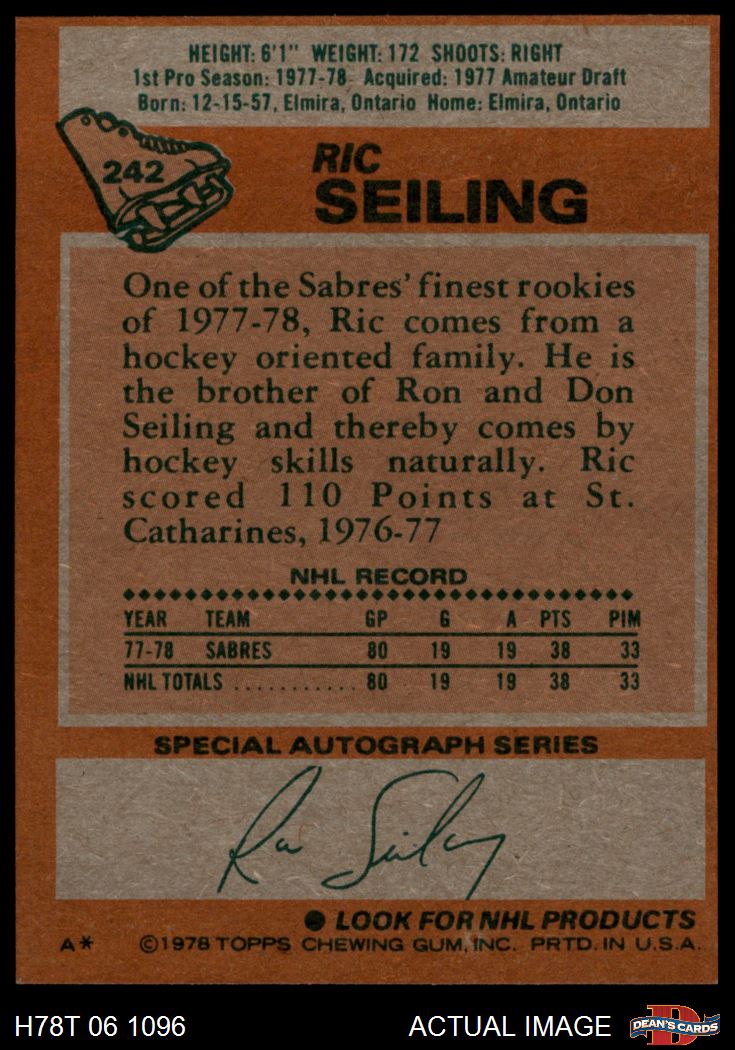 HEIGHT: 6'1" WEIGHT: 172 SHOOTS: RIGHT
1st Pro Season: 1977-78 Acquired: 1977 Amateur Draft
Born: 12-15-57, Elmira, Ontario Home: Elmira, Ontario
242
RIC
SEILING
One of the Sabres' finest rookies
of 1977-78, Ric comes from a
hockey oriented family. He is
the brother of Ron and Don
Seiling and thereby comes by
hockey skills naturally. Ric
scored 110 Points at St.
Catharines, 1976-77
NHL RECORD
YEAR TEAM GP G A PTS PIM
77-78 SABRES 80 19 19 38 33
NHL TOTALS ........... 80 19 19 38 33
SPECIAL AUTOGRAPH SERIES
Ric Seiling
LOOK FOR NHL PRODUCTS
A* ©1978 TOPPS CHEWING GUM, INC. PRTD. IN U.S.A.
H78T 06 1096 ACTUAL IMAGE DEAN'S CARDS